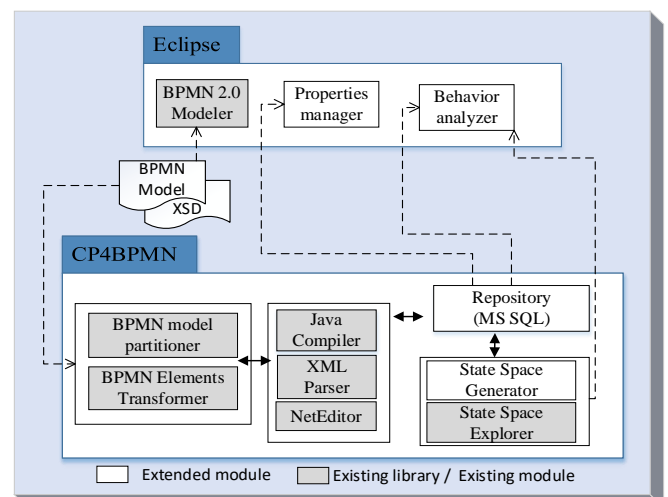 Eclipse
BPMN 2.0
Modeler
Properties
manager
Behavior
analyzer
BPMN
Model
XSD
CP4BPMN
BPMN model
partitioner
BPMN Elements
Transformer
Java
Compiler
XML
Parser
NetEditor
Repository
(MS SQL)
State Space
Generator
State Space
Explorer
Extended module
Existing library / Existing module